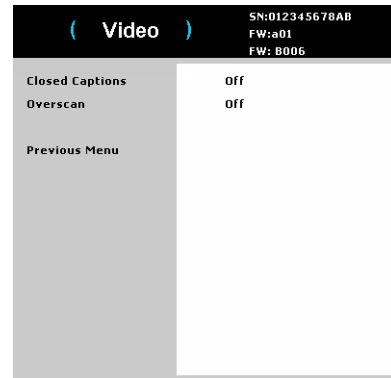 ( Video )
SN:012345678AB
FW:a01
FW: B006
Closed Captions Off
Overscan Off
Previous Menu